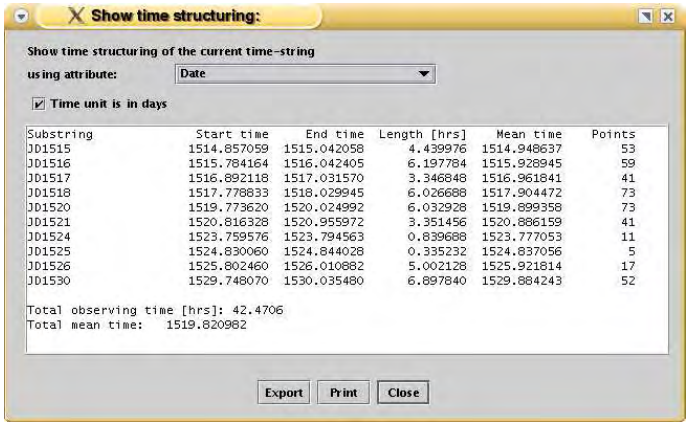 Show time structuring:
Show time structuring of the current time-string
using attribute: Date
Time unit is in days
Substring Start time End time Length [hrs] Mean time Points
JD1515 1514.857059 1515.042058 4.439976 1514.948637 53
JD1516 1515.784164 1516.042405 6.197784 1515.928945 59
JD1517 1516.892118 1517.031570 3.346848 1516.961841 41
JD1518 1517.778833 1518.029945 6.026688 1517.904472 73
JD1520 1519.773620 1520.024992 6.032928 1519.899358 73
JD1521 1520.816328 1520.955972 3.351456 1520.886159 41
JD1524 1523.759576 1523.794563 0.839688 1523.777053 11
JD1525 1524.830060 1524.844028 0.335232 1524.837056 5
JD1526 1525.802460 1526.010882 5.002128 1525.921814 17
JD1530 1529.748070 1530.035480 6.897840 1529.884243 52
Total observing time [hrs]: 42.4706
Total mean time: 1519.820982
Export Print Close